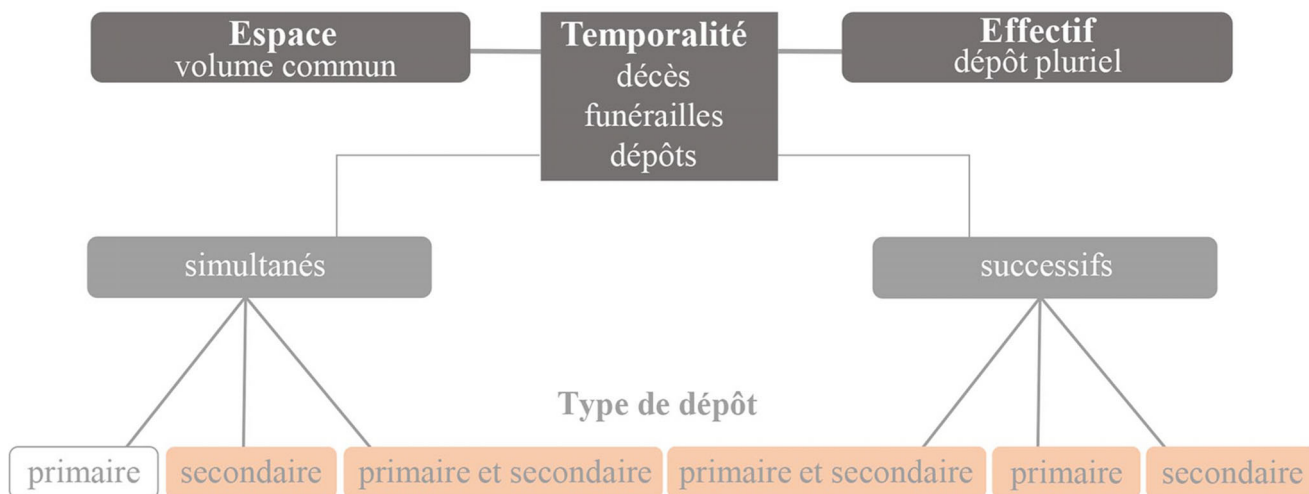 Espace
volume commun
Temporalité
décès
funérailles
dépôts
Effectif
dépôt pluriel
simultanés
successifs
Type de dépôt
primaire
secondaire
primaire et secondaire
primaire et secondaire
primaire
secondaire